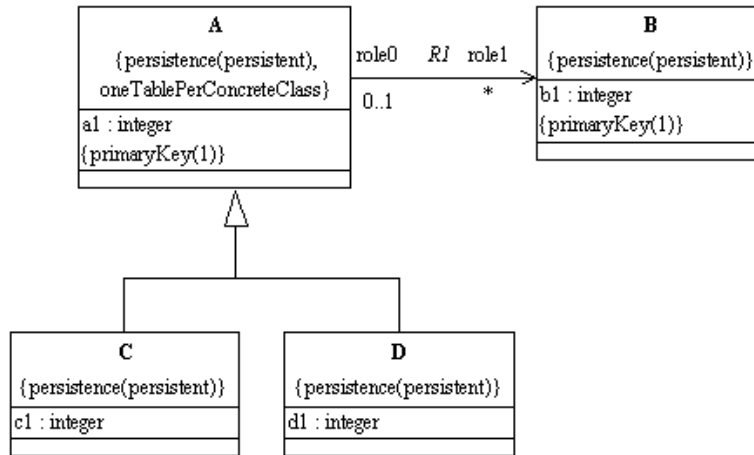 A
{persistence(persistent),
oneTablePerConcreteClass}
a1 : integer
{primaryKey(1)}
role0 R1 role1
0..1 *
B
{persistence(persistent)}
b1 : integer
{primaryKey(1)}
C
{persistence(persistent)}
c1 : integer
D
{persistence(persistent)}
d1 : integer